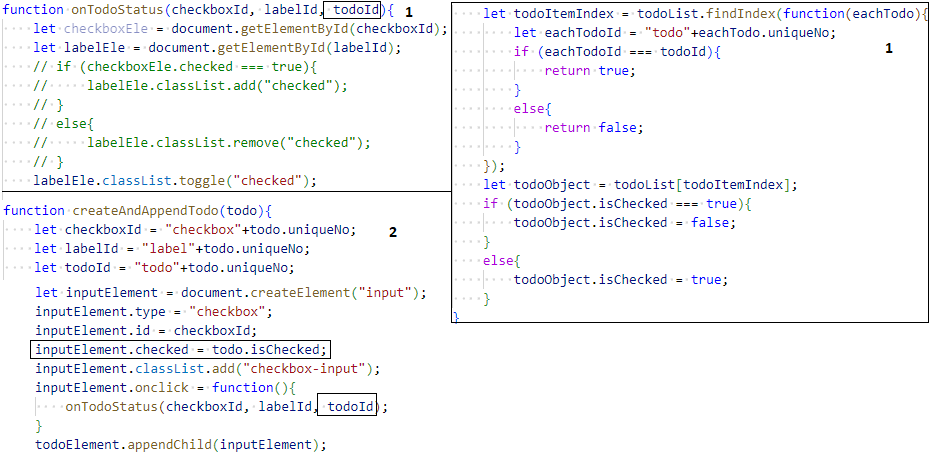 function onTodoStatus(checkboxId, labelId, todoId){ 1
let checkboxEle = document.getElementById(checkboxId);
let labelEle = document.getElementById(labelId);
// if (checkboxEle.checked === true){
//     labelEle.classList.add("checked");
// }
// else{
//     labelEle.classList.remove("checked");
// }
labelEle.classList.toggle("checked");
let todoItemIndex = todoList.findIndex(function(eachTodo){
let eachTodoId = "todo"+eachTodo.uniqueNo;
1
if (eachTodoId === todoId){
return true;
}
else{
return false;
}
});
let todoObject = todoList[todoItemIndex];
if (todoObject.isChecked === true){
todoObject.isChecked = false;
}
else{
todoObject.isChecked = true;
}
}
function createAndAppendTodo(todo){
let checkboxId = "checkbox"+todo.uniqueNo; 2
let labelId = "label"+todo.uniqueNo;
let todoId = "todo"+todo.uniqueNo;
let inputElement = document.createElement("input");
inputElement.type = "checkbox";
inputElement.id = checkboxId;
inputElement.checked = todo.isChecked;
inputElement.classList.add("checkbox-input");
inputElement.onclick = function(){
onTodoStatus(checkboxId, labelId, todoId);
}
todoElement.appendChild(inputElement);